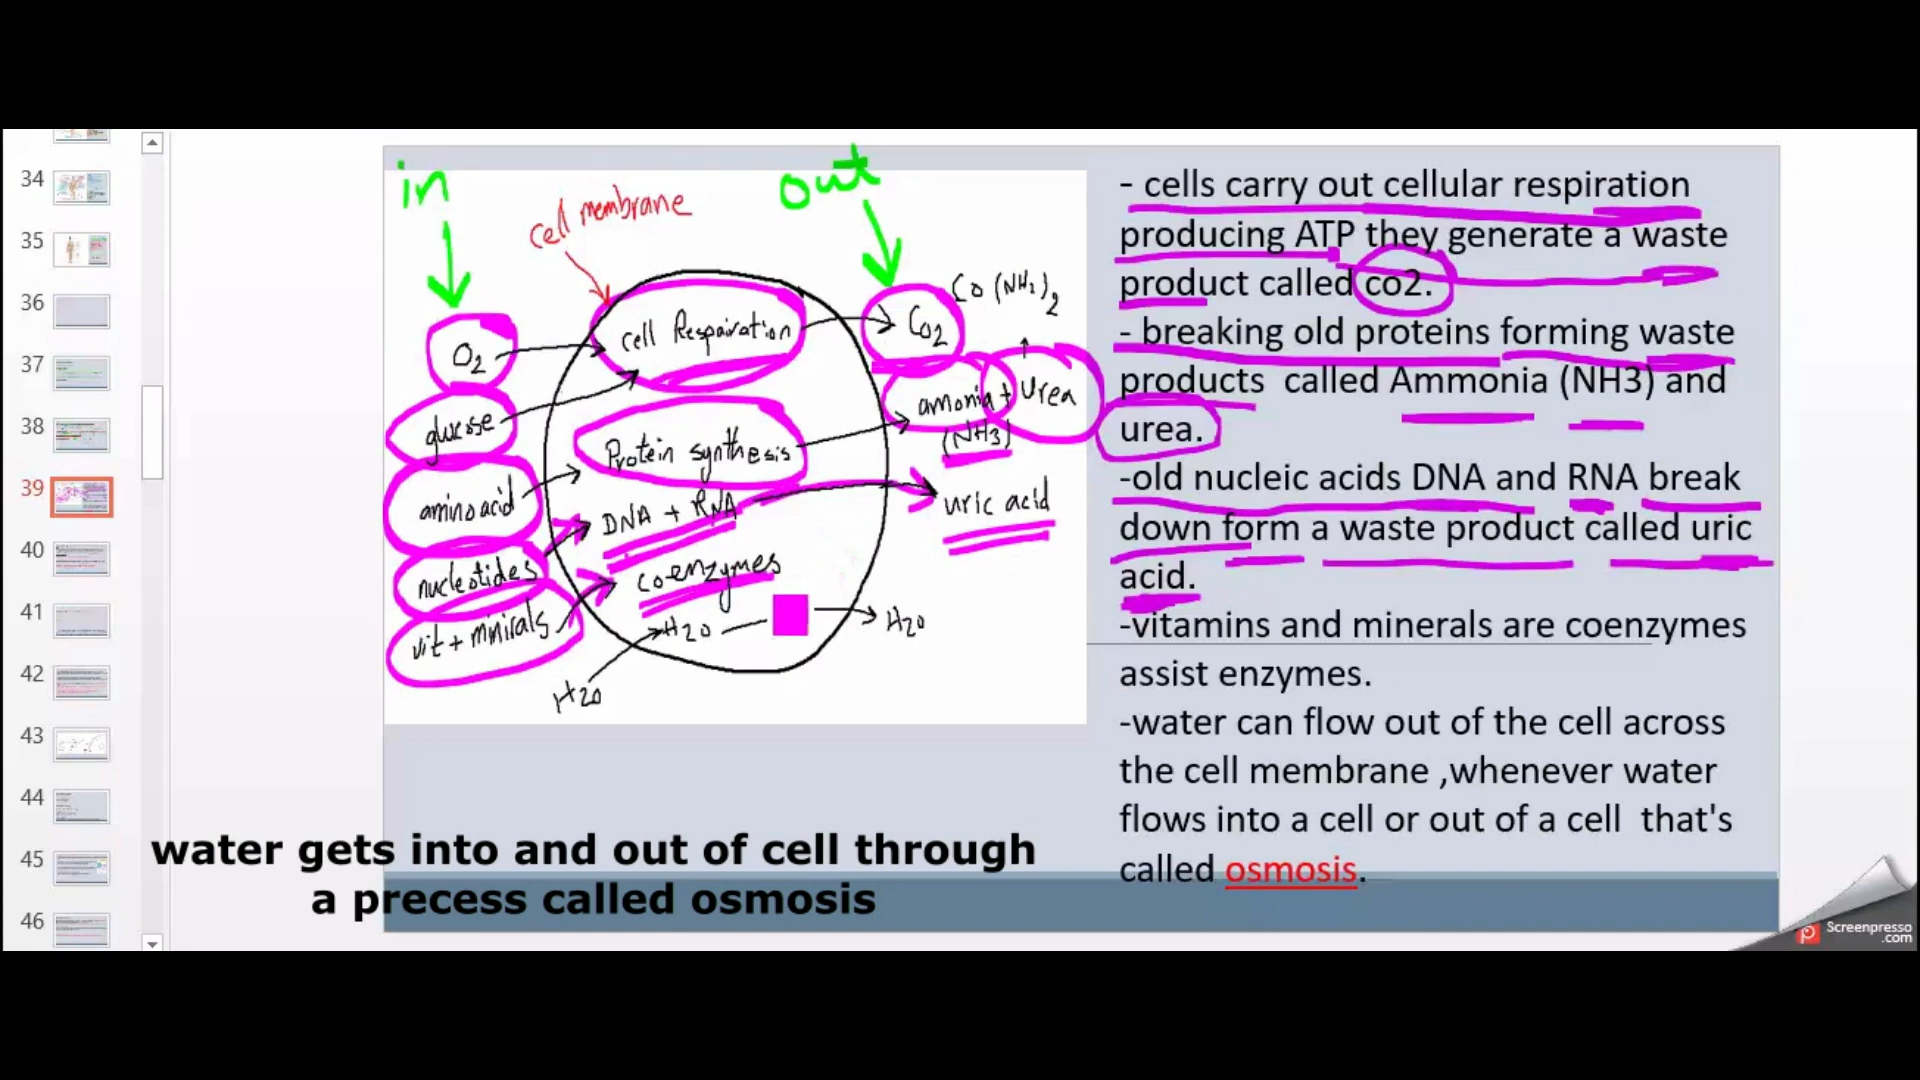 34
35
36
37
38
39
40
41
42
43
44
45
46
in
out
cell membrane
O2
glucose
aminoacid
nucleotides
vit + minirals
H2O
cell Respairation
Protein synthesis
DNA + RNA
coenzymes
H2O
CO2
Co (NH2)2
amonia + Urea
(NH3)
uric acid
H2O
- cells carry out cellular respiration
producing ATP they generate a waste
product called co2.
- breaking old proteins forming waste
products called Ammonia (NH3) and
urea.
-old nucleic acids DNA and RNA break
down form a waste product called uric
acid.
-vitamins and minerals are coenzymes
assist enzymes.
-water can flow out of the cell across
the cell membrane ,whenever water
flows into a cell or out of a cell that's
called osmosis.
water gets into and out of cell through
a precess called osmosis
Screenpresso
.com